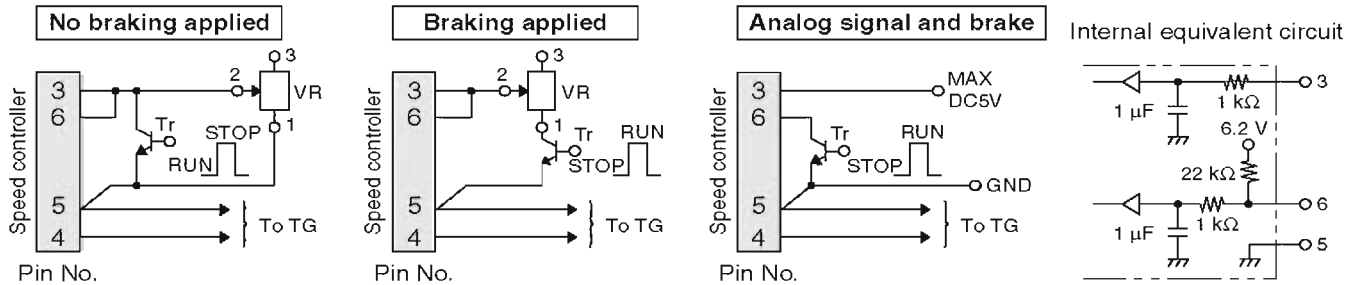 No braking applied
Speed controller
3
6
5
4
2
3
VR
1
Tr
STOP
RUN
To TG
Pin No.
Braking applied
Speed controller
3
6
5
4
2
3
VR
1
Tr
RUN
STOP
To TG
Pin No.
Analog signal and brake
Speed controller
3
6
5
4
MAX
DC5V
Tr
RUN
STOP
GND
To TG
Pin No.
Internal equivalent circuit
3
1 µF
1 kΩ
6.2 V
22 kΩ
6
1 µF
1 kΩ
5